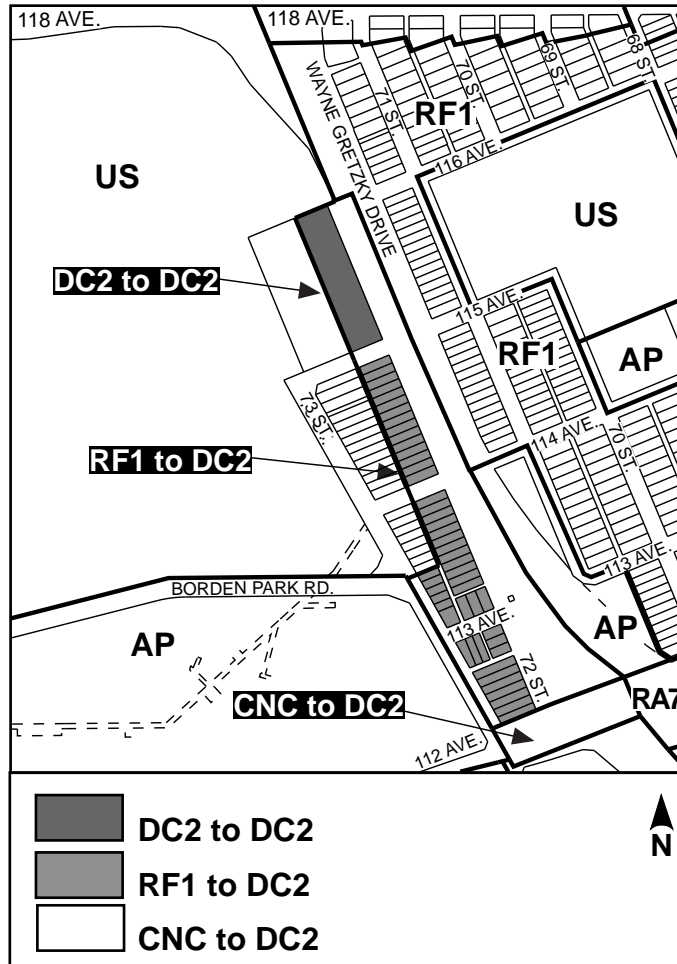 118 AVE.
118 AVE.
WAYNE GRETZKY DRIVE
71 ST.
70 ST.
69 ST.
68 ST.
RF1
116 AVE.
US
US
DC2 to DC2
115 AVE.
RF1
AP
73 ST.
114 AVE.
70 ST.
RF1 to DC2
113 AVE.
BORDEN PARK RD.
113 AVE.
AP
AP
72 ST.
CNC to DC2
RA7
112 AVE.
DC2 to DC2
RF1 to DC2
CNC to DC2
N